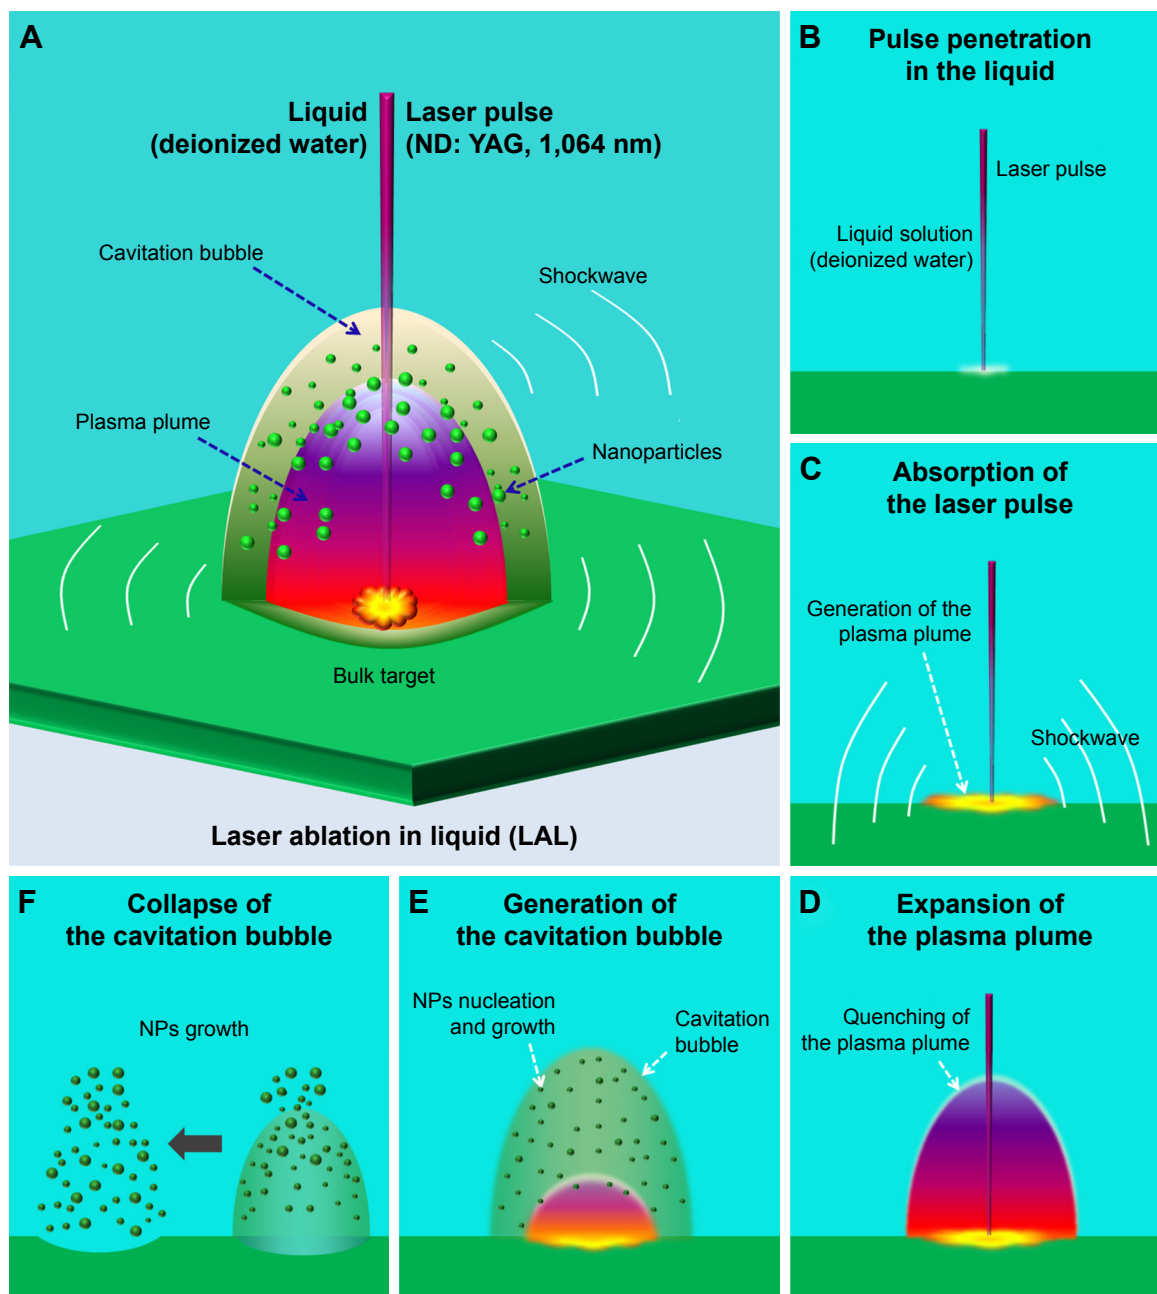 A
Liquid
(deionized water)
Laser pulse
(ND: YAG, 1,064 nm)
Cavitation bubble
Shockwave
Plasma plume
Nanoparticles
Bulk target
Laser ablation in liquid (LAL)
B
Pulse penetration
in the liquid
Laser pulse
Liquid solution
(deionized water)
C
Absorption of
the laser pulse
Generation of the
plasma plume
Shockwave
F
Collapse of
the cavitation bubble
NPs growth
E
Generation of
the cavitation bubble
NPs nucleation
and growth
Cavitation
bubble
D
Expansion of
the plasma plume
Quenching of
the plasma plume